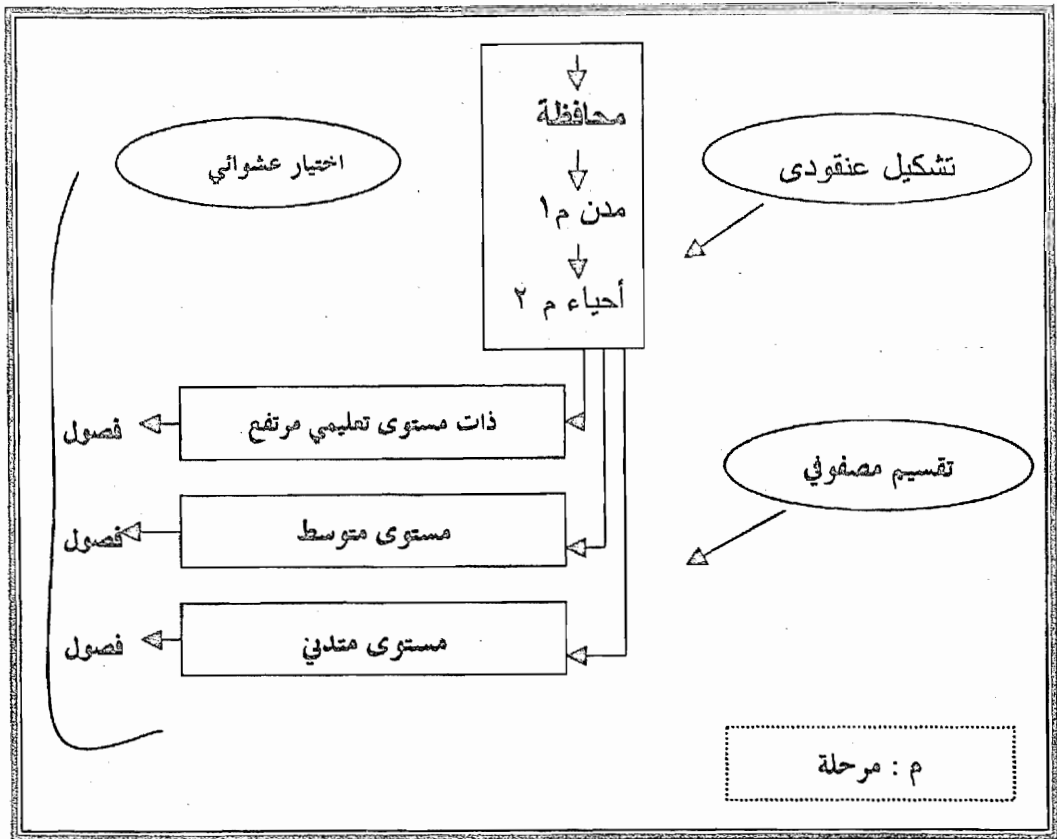 محافظة
تشكيل عنقودى
اختيار عشوائي
مدن م١
أحياء م ٢
ذات مستوى تعليمي مرتفع
فصول
تقسيم مصفوفي
مستوى متوسط
فصول
مستوى متدني
فصول
م : مرحلة